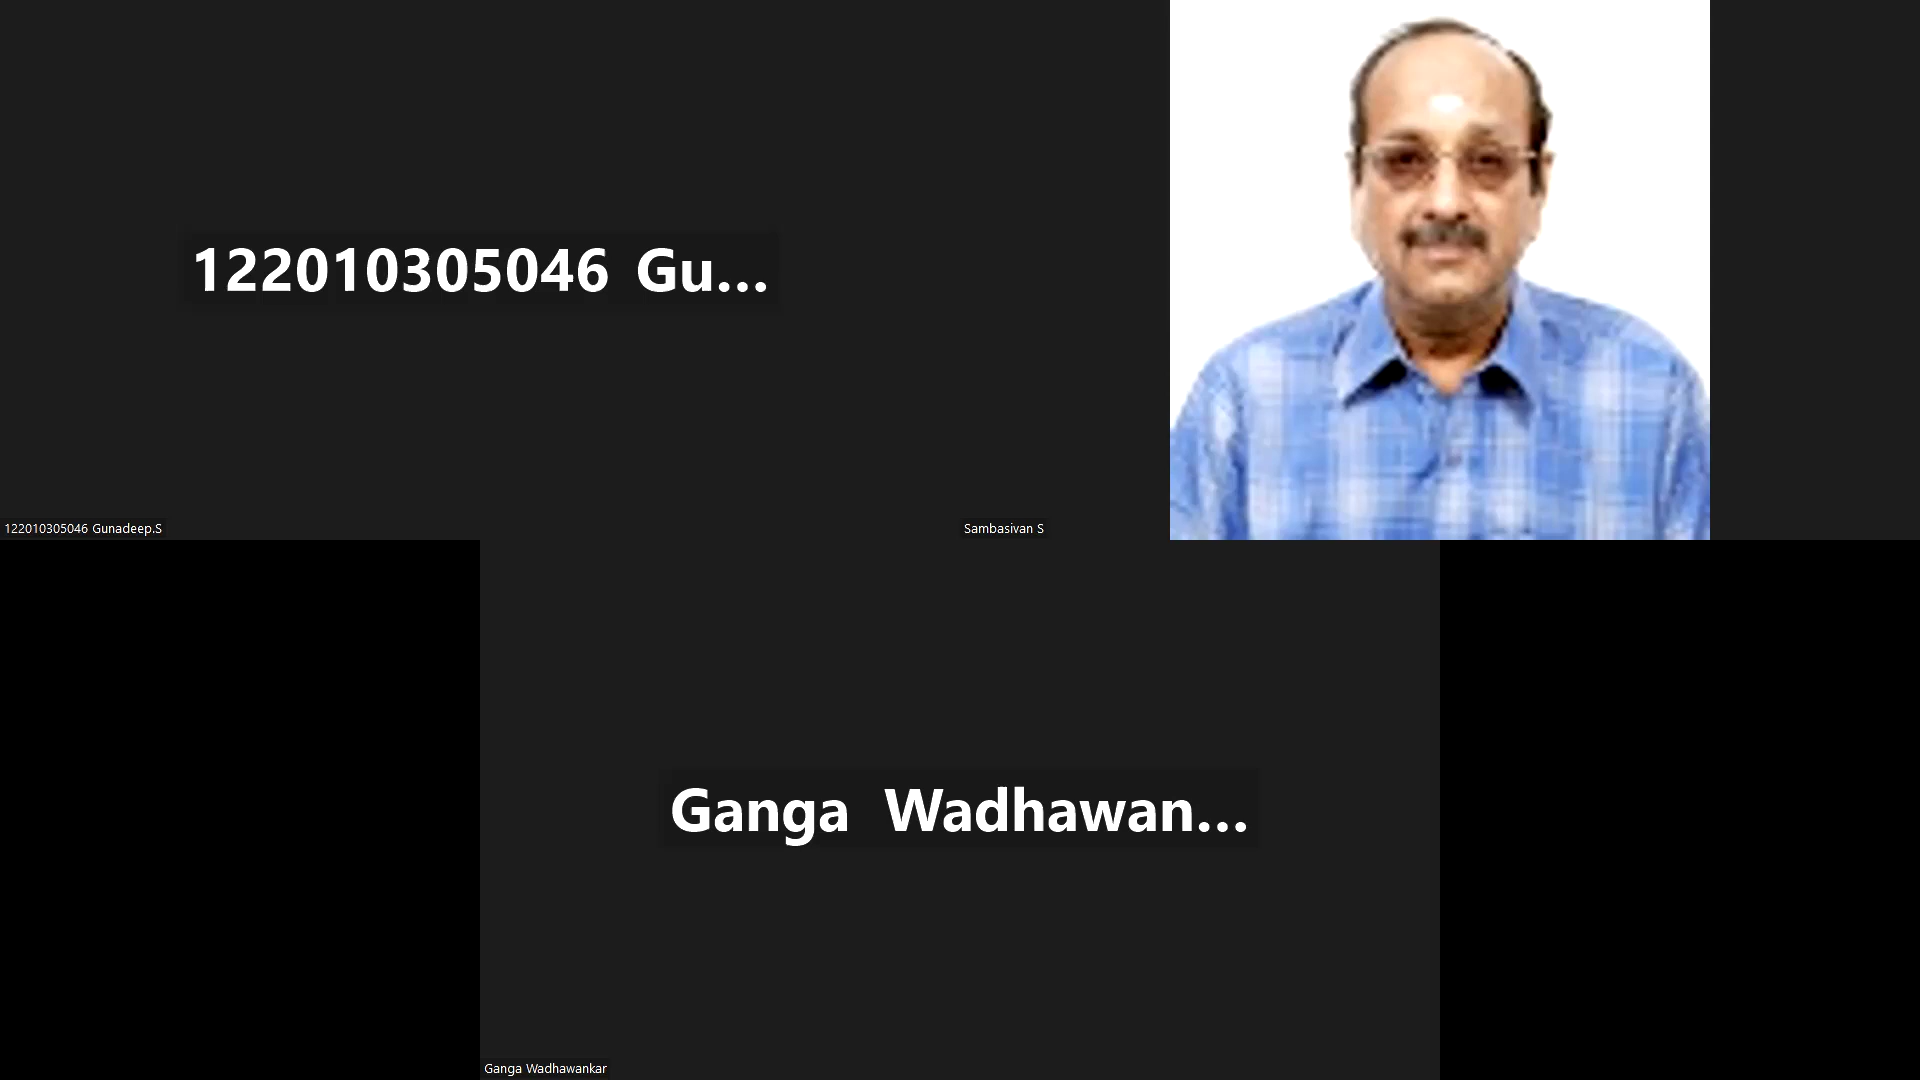 122010305046 Gu...
122010305046 Gunadeep.S
Sambasivan S
Ganga Wadhawan...
Ganga Wadhawankar